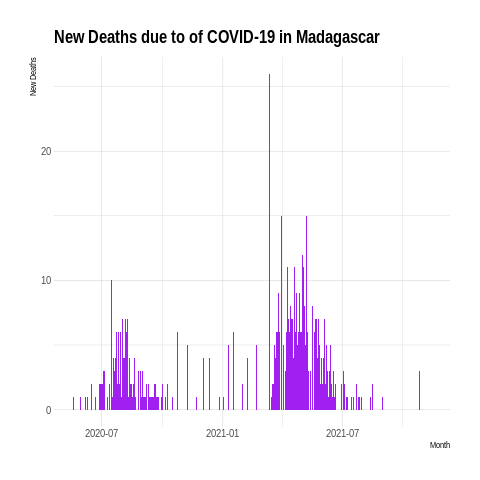 New Deaths due to of COVID-19 in Madagascar
New Deaths
20
10
0
2020-07
2021-01
2021-07
Month